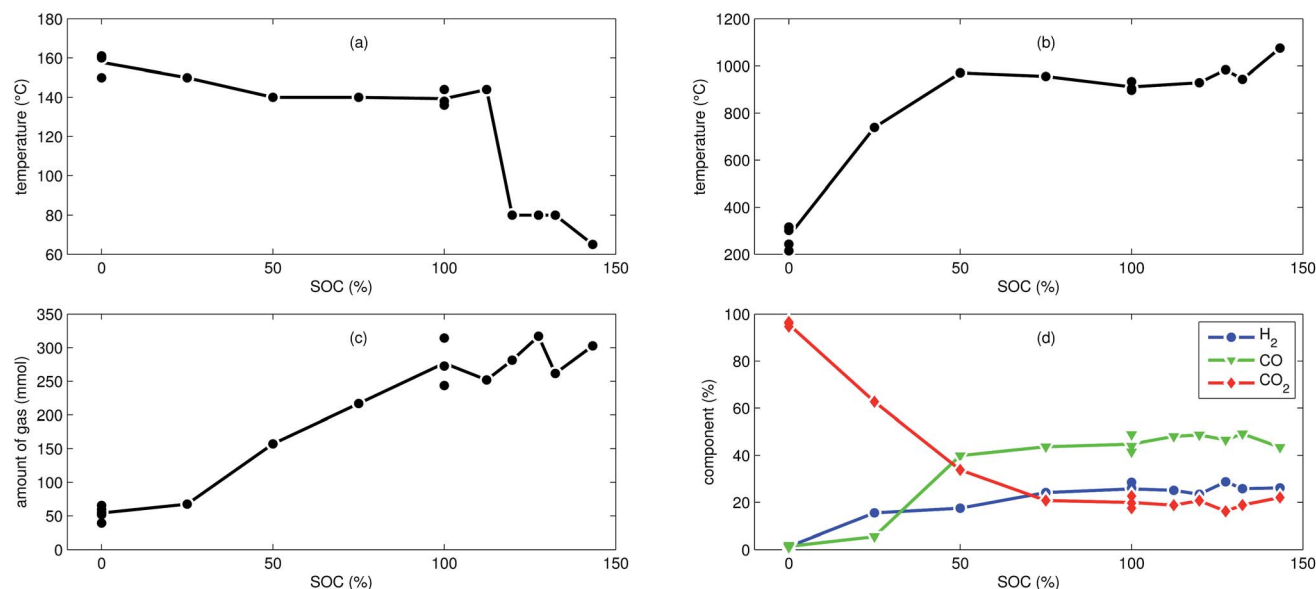 180
160
140
120
100
80
60
temperature (°C)
(a)
0
50
100
150
SOC (%)
1200
1000
800
600
400
200
temperature (°C)
(b)
0
50
100
150
SOC (%)
350
300
250
200
150
100
50
0
amount of gas (mmol)
(c)
0
50
100
150
SOC (%)
100
80
60
40
20
0
component (%)
(d)
H₂
CO
CO₂
0
50
100
150
SOC (%)